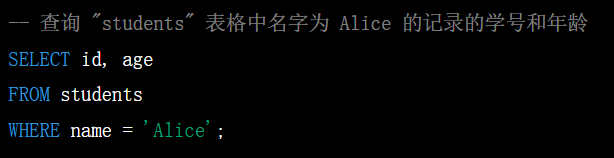 -- 查询 "students" 表格中名字为 Alice 的记录的学号和年龄
SELECT id, age
FROM students
WHERE name = 'Alice';